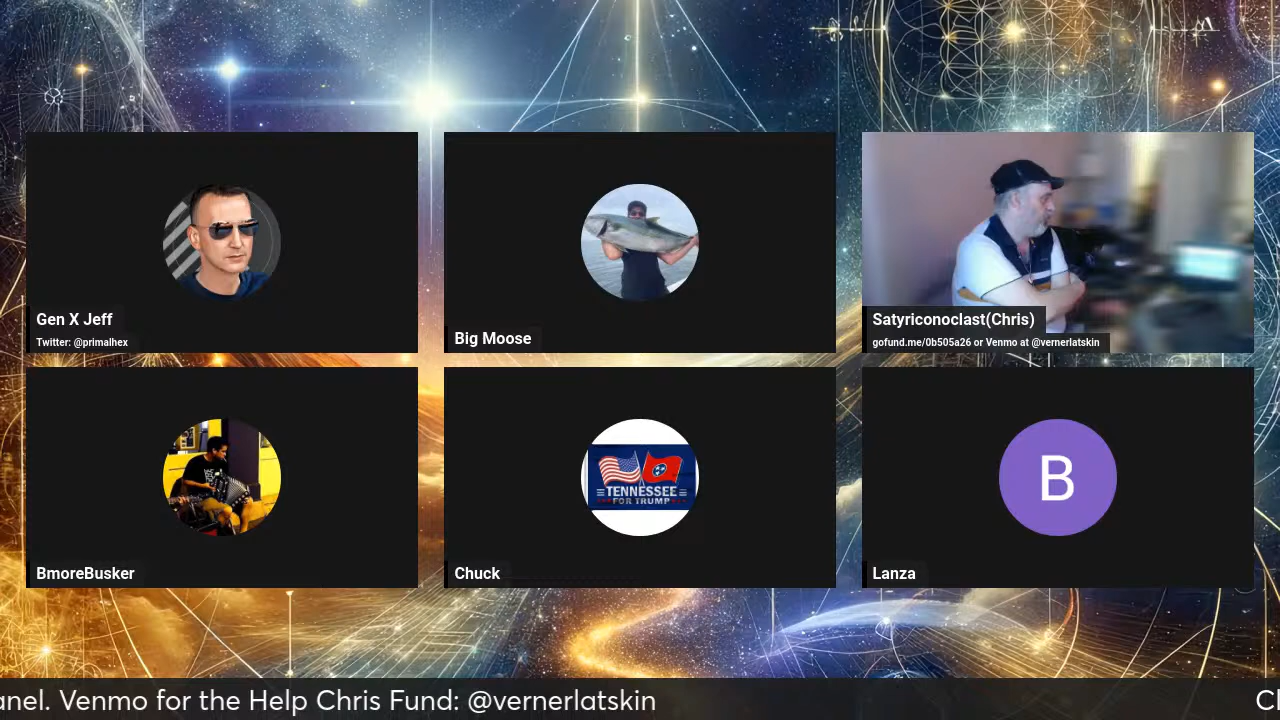 Gen X Jeff
Twitter: @primalhex
Big Moose
Satyriconoclast(Chris)
gofund.me/0b505a26 or Venmo at @vernerlatskin
BmoreBusker
TENNESSEE
FOR TRUMP
Chuck
B
Lanza
anel. Venmo for the Help Chris Fund: @vernerlatskin